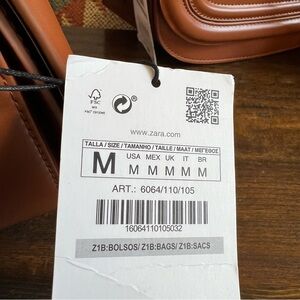 FSC
www.zara.com
TALLA / SIZE / TAMANHO / TAILLE / MAAT / ΜΕΓΕΘΟΣ
M
USA MEX UK IT BR
M M M M M
ART.: 6064/110/105
16064110105032
Z1B:BOLSOS/ Z1B:BAGS/ Z1B:SACS